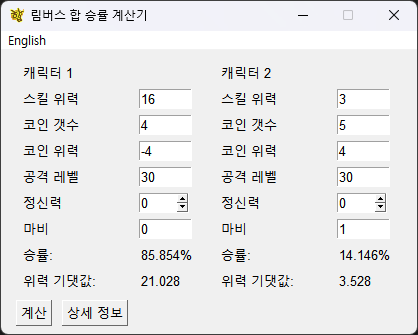 림버스 합 승률 계산기
English
캐릭터 1 캐릭터 2
스킬 위력 16 스킬 위력 3
코인 갯수 4 코인 갯수 5
코인 위력 -4 코인 위력 4
공격 레벨 30 공격 레벨 30
정신력 0 정신력 0
마비 0 마비 1
승률: 85.854% 승률: 14.146%
위력 기댓값: 21.028 위력 기댓값: 3.528
계산 상세 정보